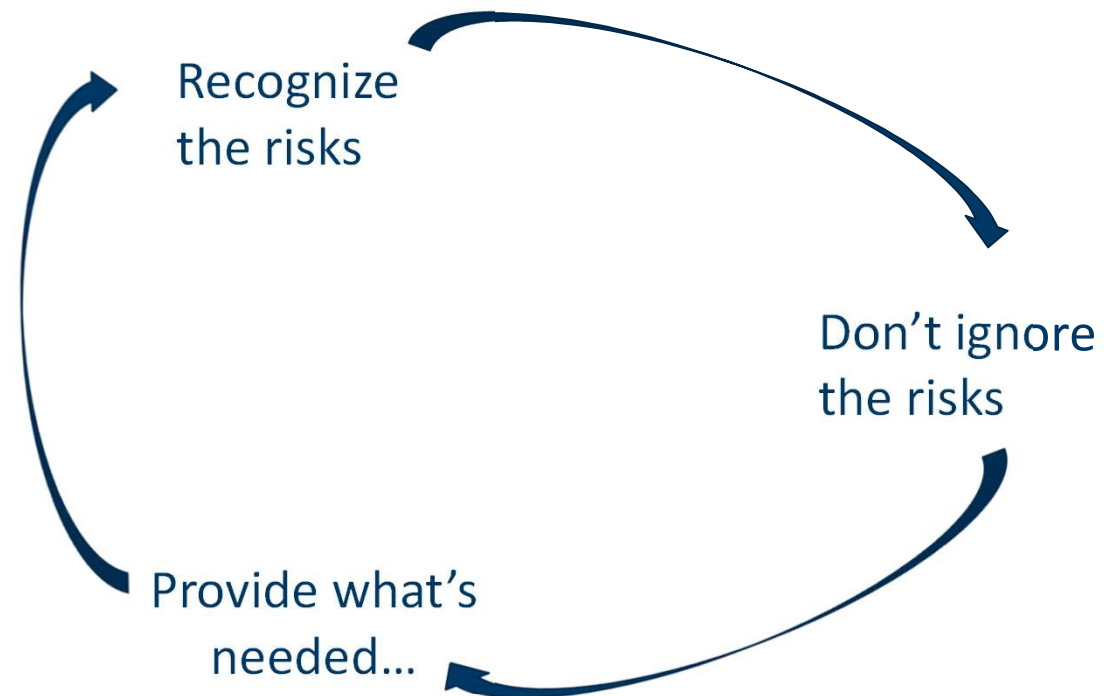 Recognize
the risks
Don’t ignore
the risks
Provide what’s
needed...